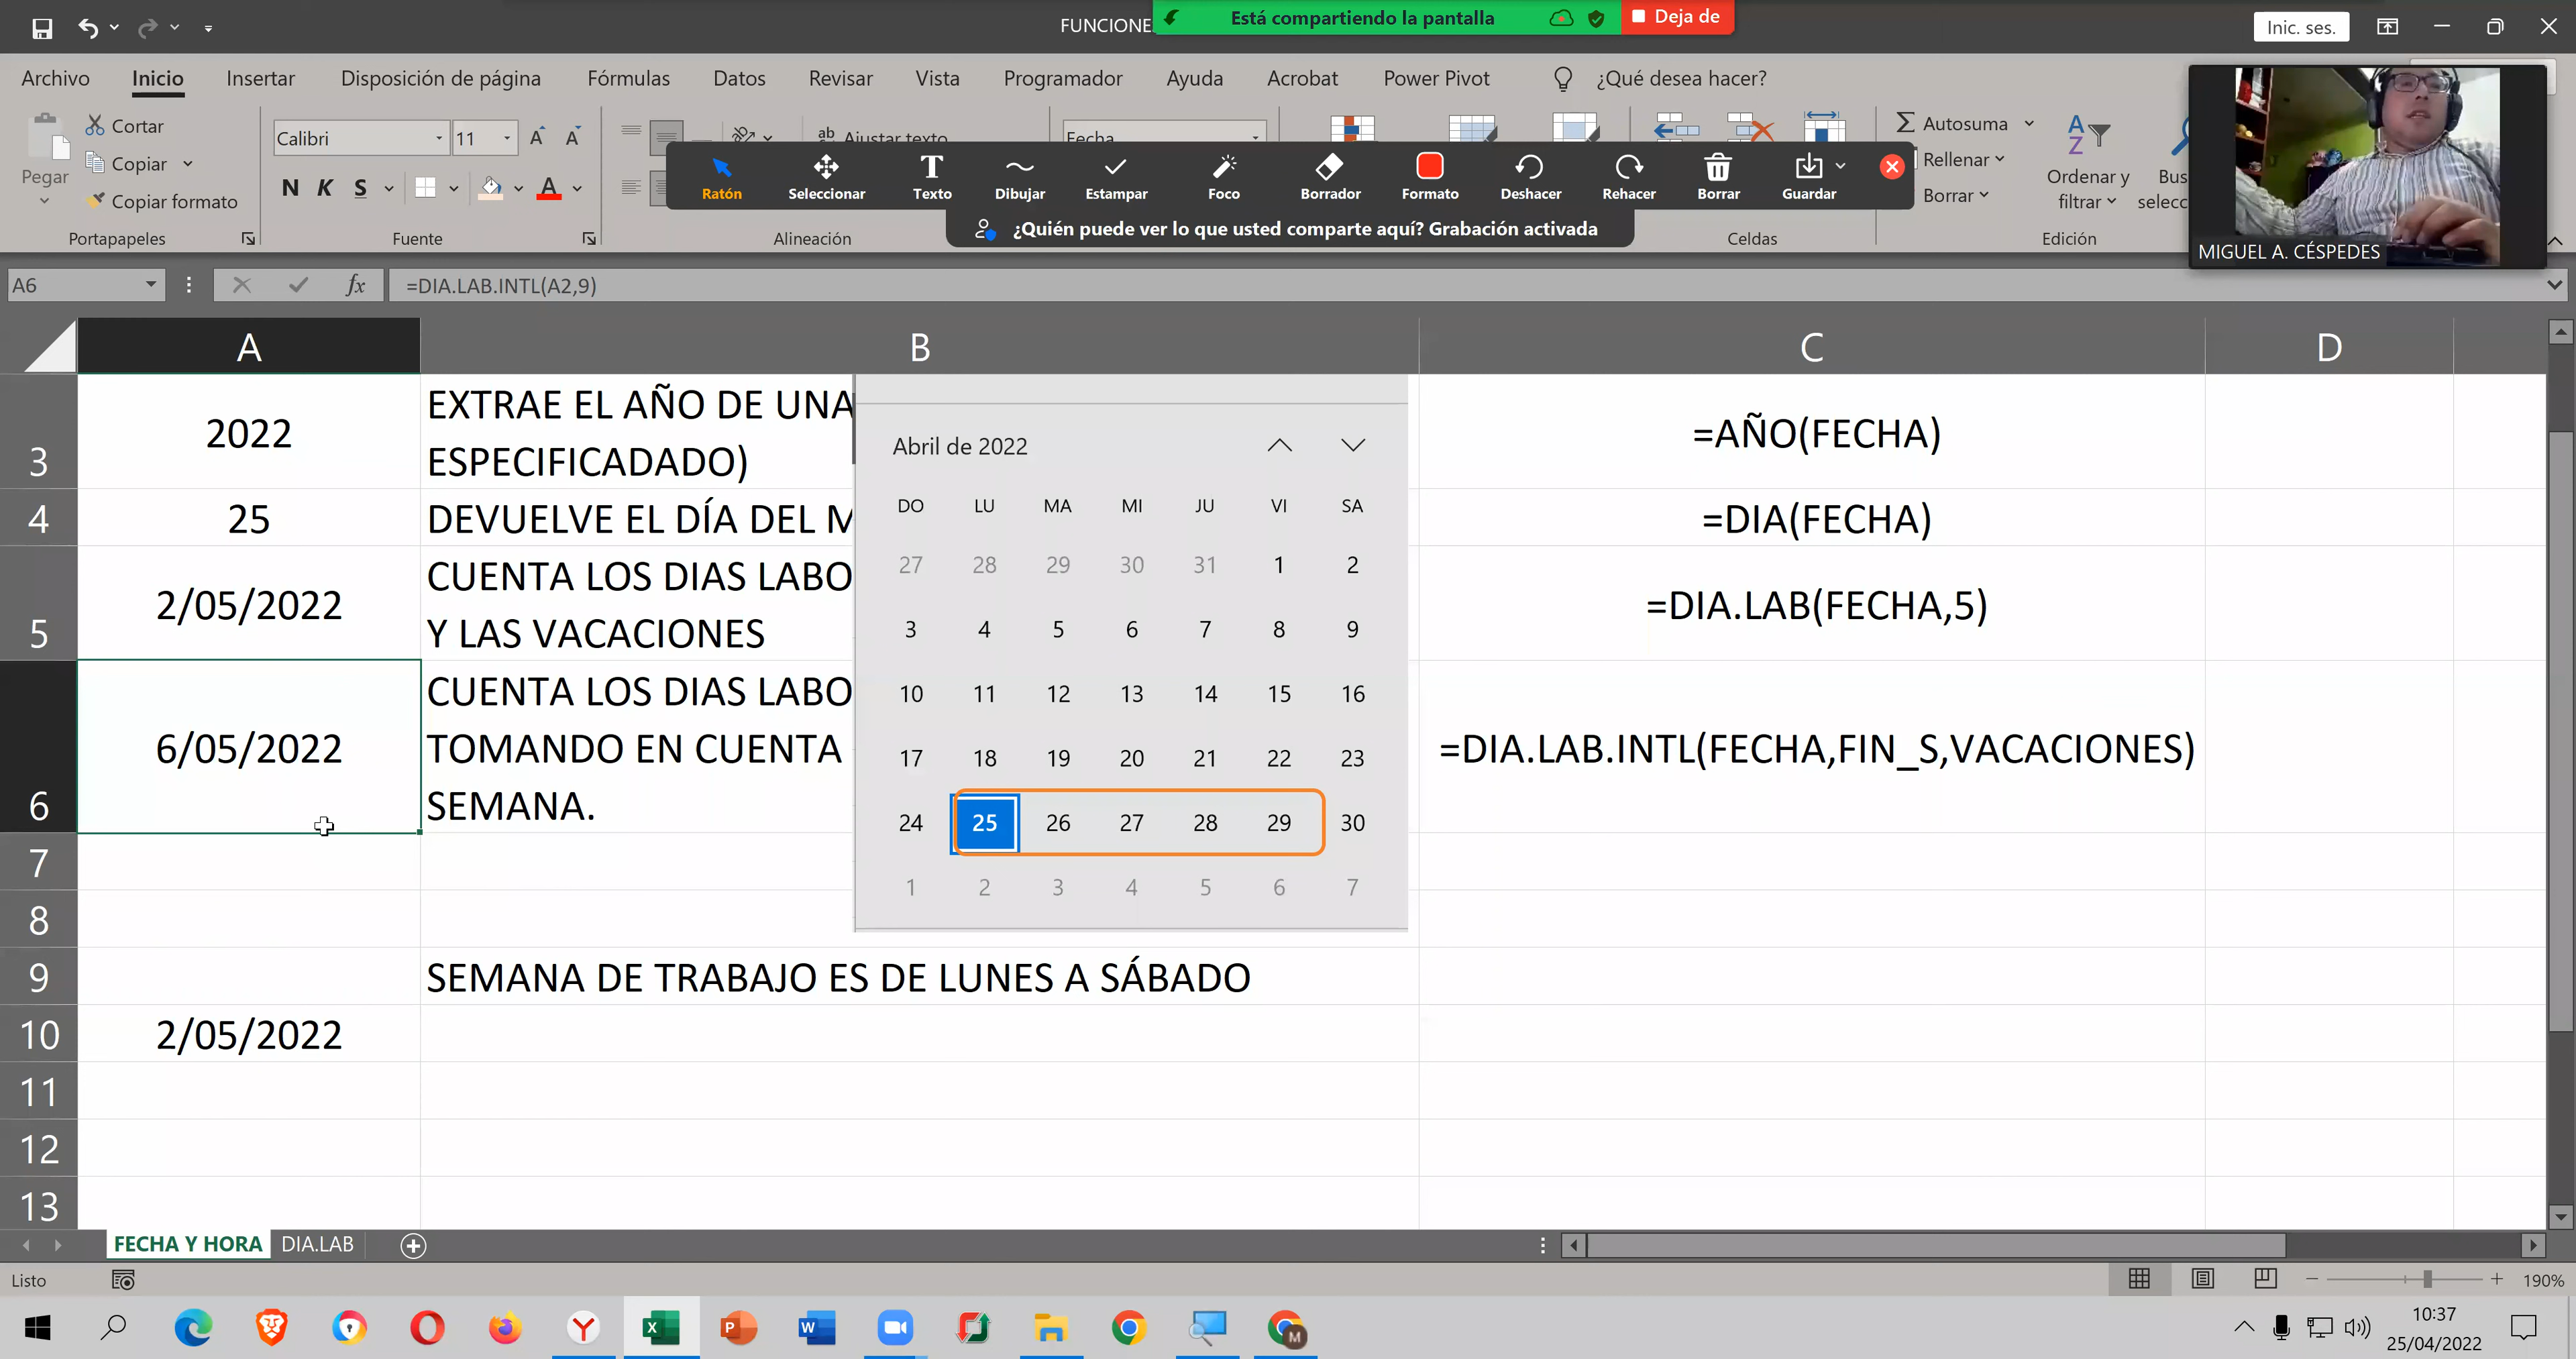 FUNCIONE
Está compartiendo la pantalla
Deja de
Inic. ses.
Archivo Inicio Insertar Disposición de página Fórmulas Datos Revisar Vista Programador Ayuda Acrobat Power Pivot ¿Qué desea hacer?
Pegar
Cortar
Copiar
Copiar formato
Portapapeles
Calibri 11
N K S
Fuente
Ajustar texto
Alineación
Fecha
Celdas
Autosuma
Rellenar
Borrar
Ordenar y
filtrar
Bus
selecc
Edición
Ratón Seleccionar Texto Dibujar Estampar Foco Borrador Formato Deshacer Rehacer Borrar Guardar
¿Quién puede ver lo que usted comparte aquí? Grabación activada
MIGUEL A. CÉSPEDES
A6 fx =DIA.LAB.INTL(A2,9)
A B C D
3 2022 EXTRAE EL AÑO DE UNA
ESPECIFICADADO)
=AÑO(FECHA)
4 25 DEVUELVE EL DÍA DEL M
=DIA(FECHA)
5 2/05/2022 CUENTA LOS DIAS LABO
Y LAS VACACIONES
=DIA.LAB(FECHA,5)
6 6/05/2022 CUENTA LOS DIAS LABO
TOMANDO EN CUENTA
SEMANA.
=DIA.LAB.INTL(FECHA,FIN_S,VACACIONES)
Abril de 2022
DO LU MA MI JU VI SA
27 28 29 30 31 1 2
3 4 5 6 7 8 9
10 11 12 13 14 15 16
17 18 19 20 21 22 23
24 25 26 27 28 29 30
1 2 3 4 5 6 7
7
8
9 SEMANA DE TRABAJO ES DE LUNES A SÁBADO
10 2/05/2022
11
12
13
FECHA Y HORA DIA.LAB
Listo
190%
10:37
25/04/2022